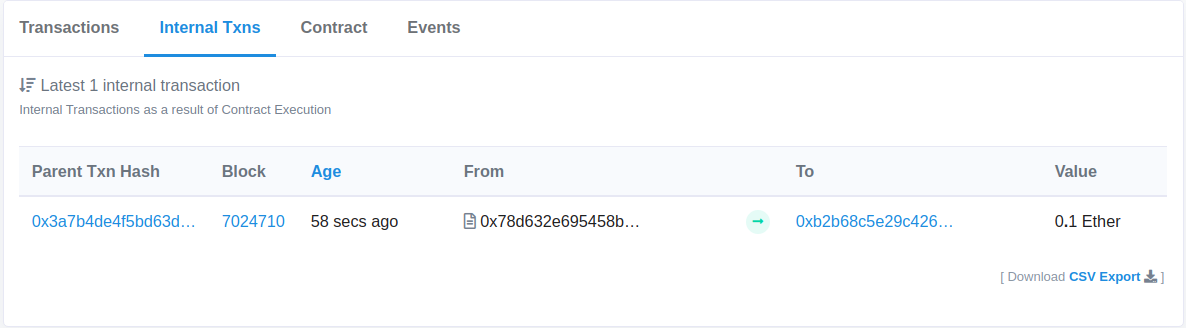 Transactions Internal Txns Contract Events
Latest 1 internal transaction
Internal Transactions as a result of Contract Execution
Parent Txn Hash Block Age From To Value
0x3a7b4de4f5bd63d… 7024710 58 secs ago 0x78d632e695458b… 0xb2b68c5e29c426… 0.1 Ether
[ Download CSV Export ]